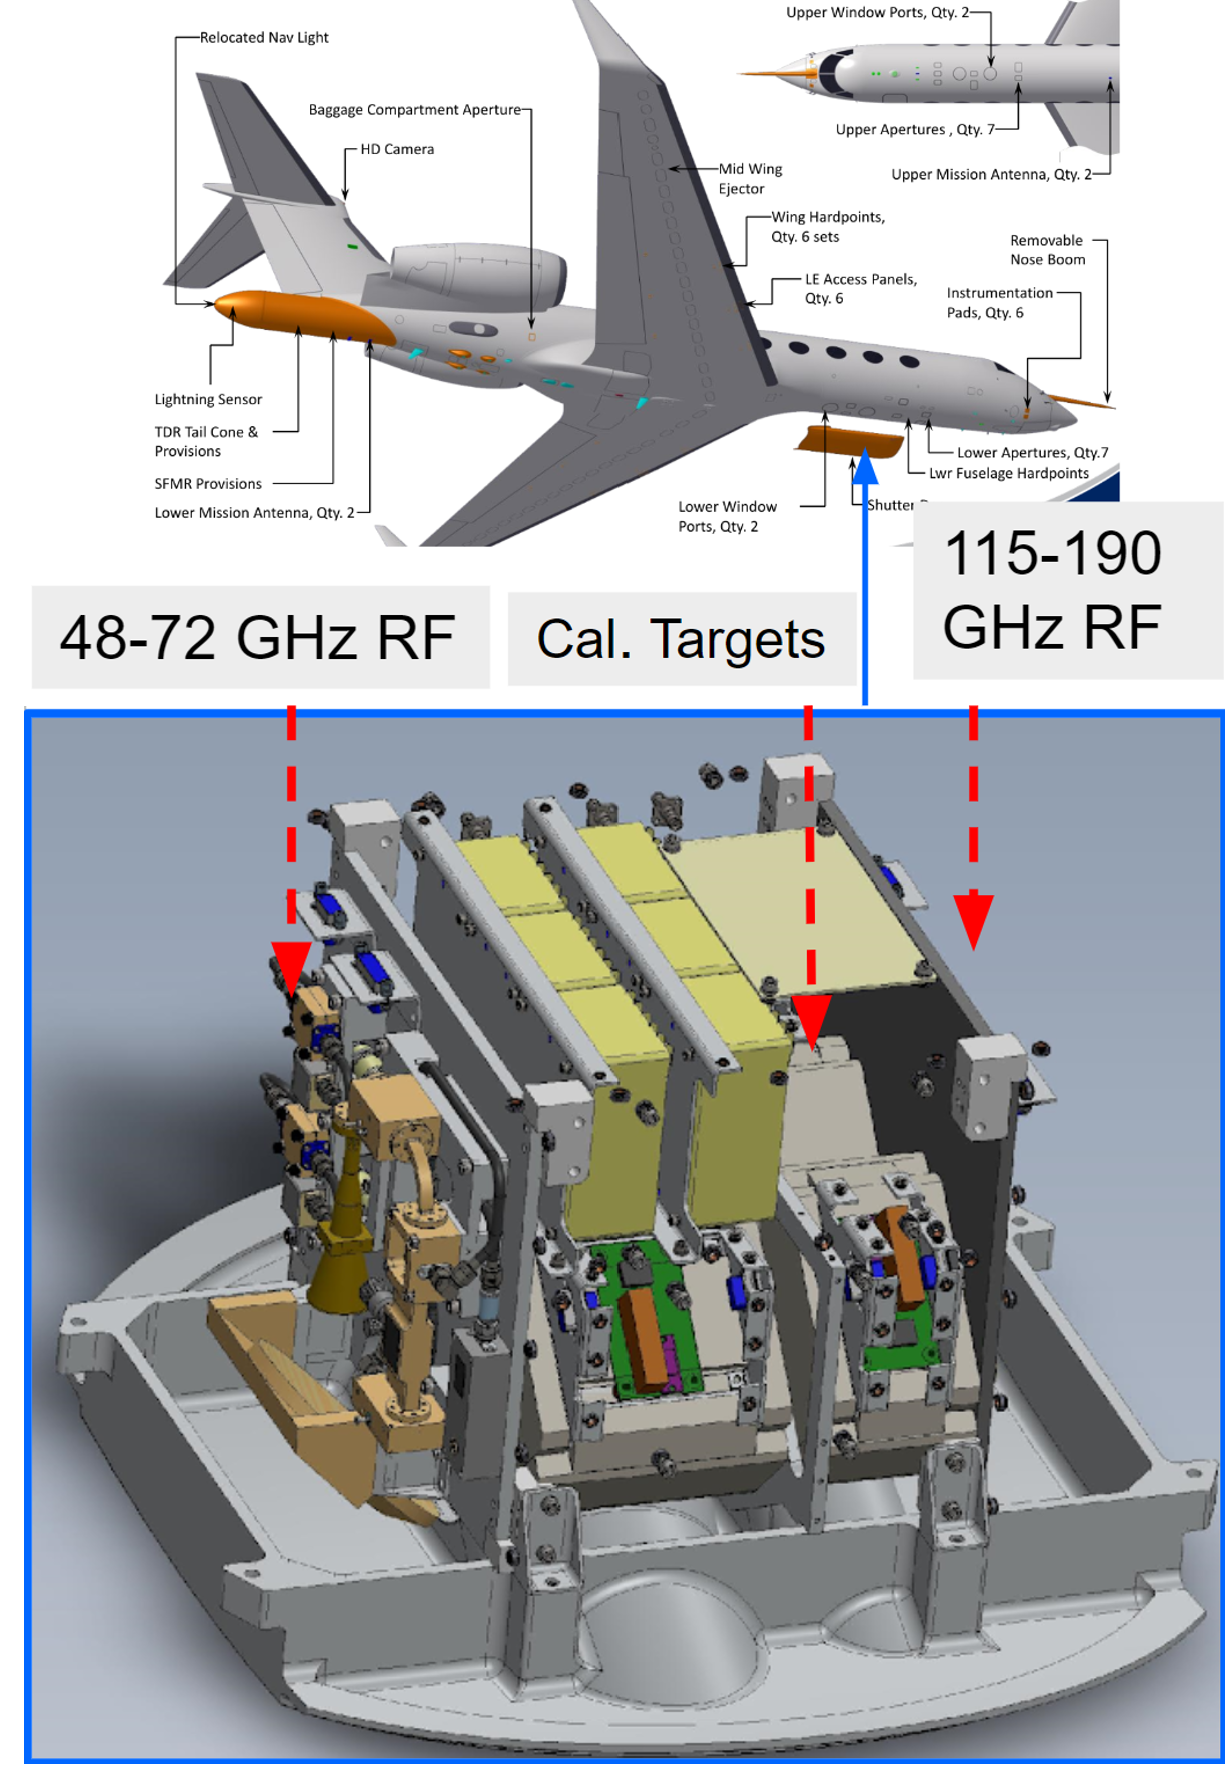 Upper Window Ports, Qty. 2
Relocated Nav Light
Baggage Compartment Aperture
HD Camera
Upper Apertures , Qty. 7
Mid Wing
Ejector
Upper Mission Antenna, Qty. 2
Wing Hardpoints,
Qty. 6 sets
Removable
Nose Boom
LE Access Panels,
Qty. 6
Instrumentation
Pads, Qty. 6
Lightning Sensor
TDR Tail Cone &
Provisions
SFMR Provisions
Lower Mission Antenna, Qty. 2
Lower Apertures, Qty.7
Lwr Fuselage Hardpoints
Lower Window
Ports, Qty. 2
Shutter
115-190
GHz RF
48-72 GHz RF
Cal. Targets